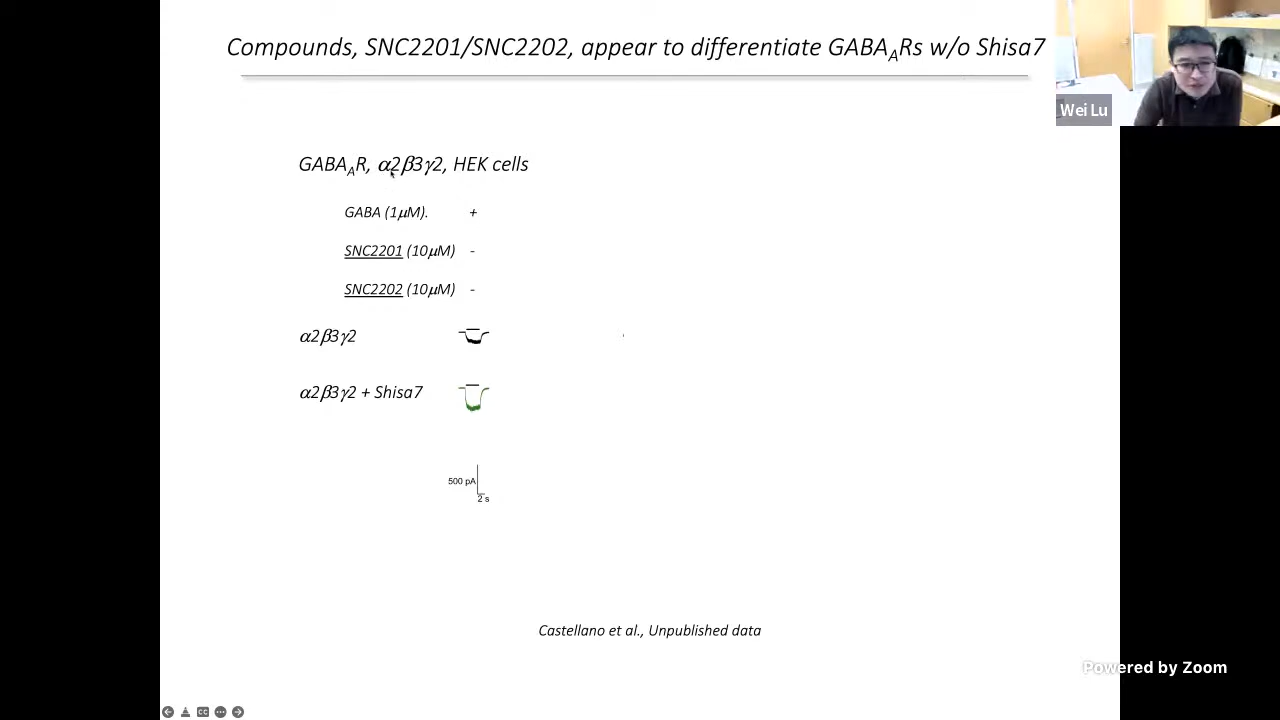 Compounds, SNC2201/SNC2202, appear to differentiate GABAARs w/o Shisa7
Wei Lu
GABAAR, α2β3γ2, HEK cells
GABA (1μM). +
SNC2201 (10μM) -
SNC2202 (10μM) -
α2β3γ2
α2β3γ2 + Shisa7
500 pA
2 s
Castellano et al., Unpublished data
Powered by Zoom
CC